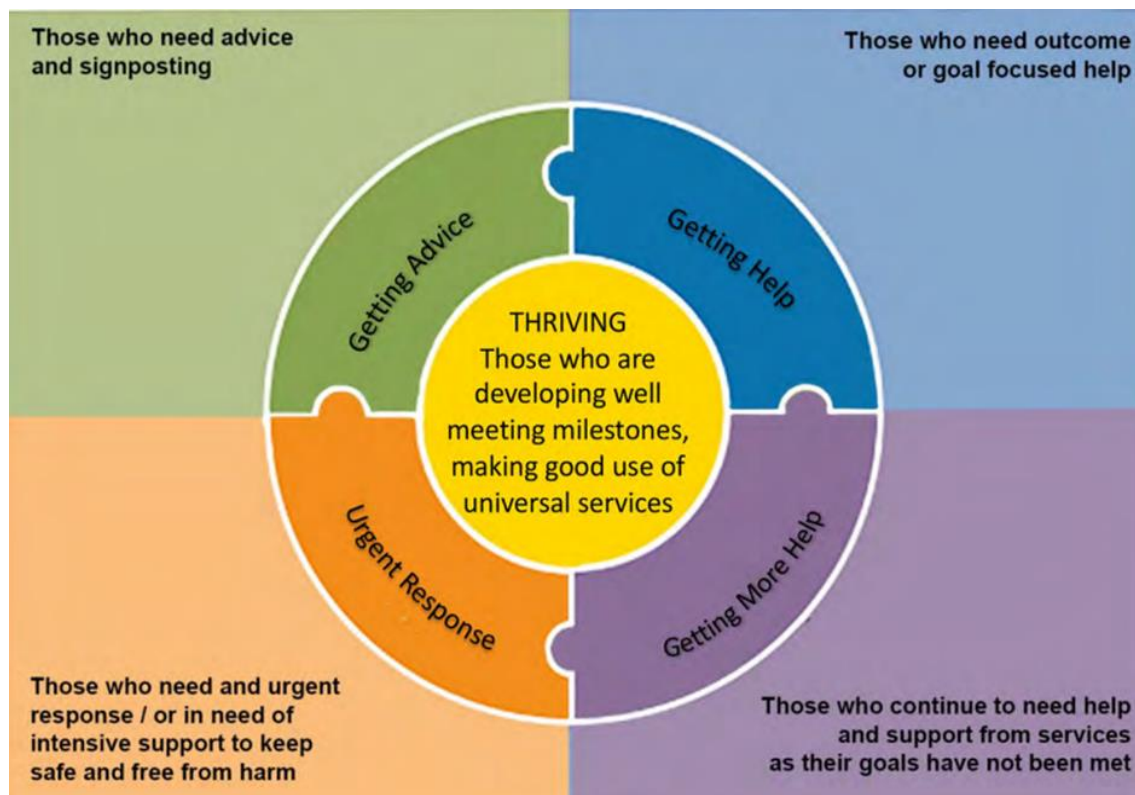 Those who need advice
and signposting
Those who need outcome
or goal focused help
Getting Advice
Getting Help
THRIVING
Those who are
developing well
meeting milestones,
making good use of
universal services
Urgent Response
Getting More Help
Those who need and urgent
response / or in need of
intensive support to keep
safe and free from harm
Those who continue to need help
and support from services
as their goals have not been met